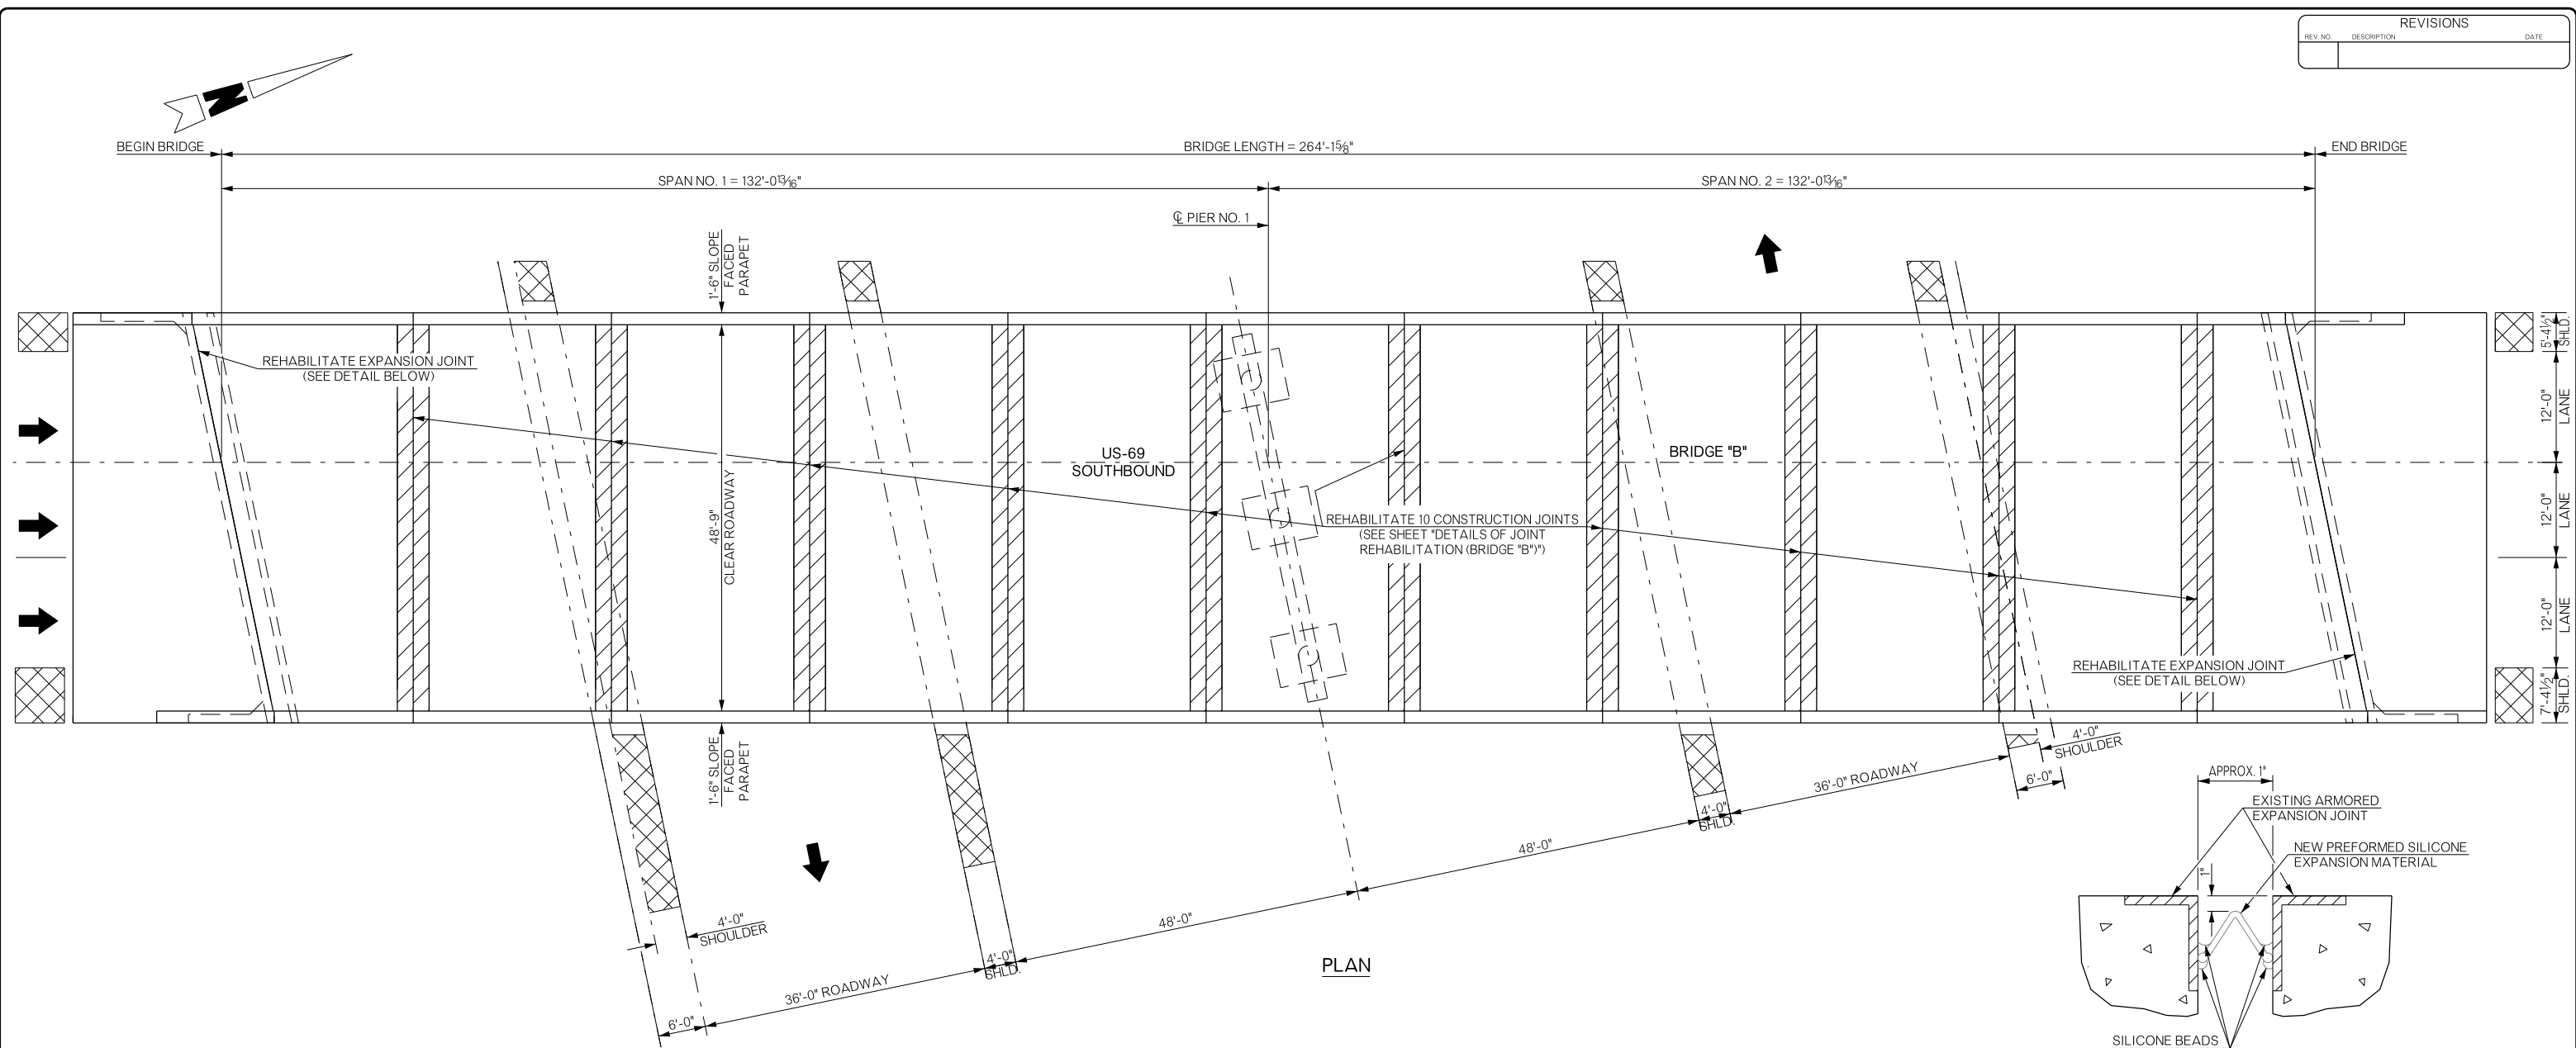 REVISIONS
REV. NO. DESCRIPTION DATE
N
BEGIN BRIDGE
BRIDGE LENGTH = 264'-1⅝"
END BRIDGE
SPAN NO. 1 = 132'-0¹³⁄₁₆"
SPAN NO. 2 = 132'-0¹³⁄₁₆"
℄ PIER NO. 1
1'-6" SLOPE
FACED
PARAPET
REHABILITATE EXPANSION JOINT
(SEE DETAIL BELOW)
48'-9"
CLEAR ROADWAY
US-69
SOUTHBOUND
BRIDGE "B"
REHABILITATE 10 CONSTRUCTION JOINTS
(SEE SHEET "DETAILS OF JOINT
REHABILITATION (BRIDGE "B")")
5'-4½"
SHLD.
12'-0"
LANE
12'-0"
LANE
12'-0"
LANE
7'-4½"
SHLD.
REHABILITATE EXPANSION JOINT
(SEE DETAIL BELOW)
1'-6" SLOPE
FACED
PARAPET
4'-0"
SHOULDER
6'-0"
36'-0" ROADWAY
4'-0"
SHLD.
48'-0"
48'-0"
4'-0"
SHLD.
36'-0" ROADWAY
6'-0"
4'-0"
SHOULDER
PLAN
APPROX. 1"
EXISTING ARMORED
EXPANSION JOINT
NEW PREFORMED SILICONE
EXPANSION MATERIAL
1"
SILICONE BEADS